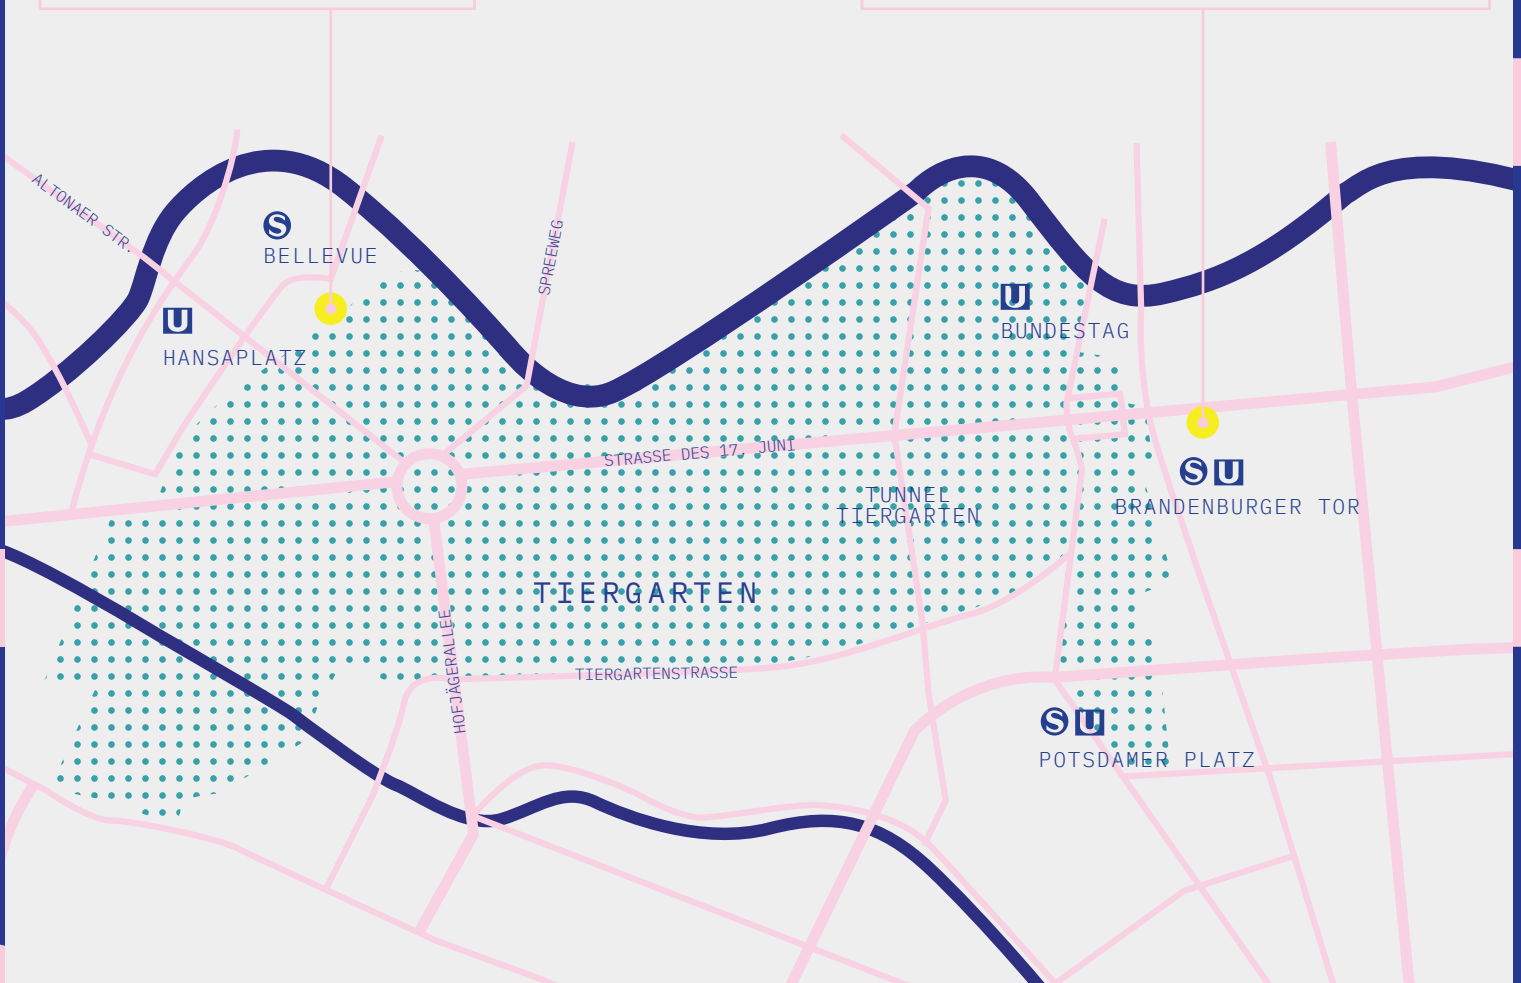 ALTONAER STR.
S
BELLEVUE
SPREEWEG
U
HANSAPLATZ
U
BUNDESTAG
STRASSE DES 17. JUNI
S U
BRANDENBURGER TOR
TUNNEL
TIERGARTEN
TIERGARTEN
HOFJÄGERALLEE
TIERGARTENSTRASSE
S U
POTSDAMER PLATZ